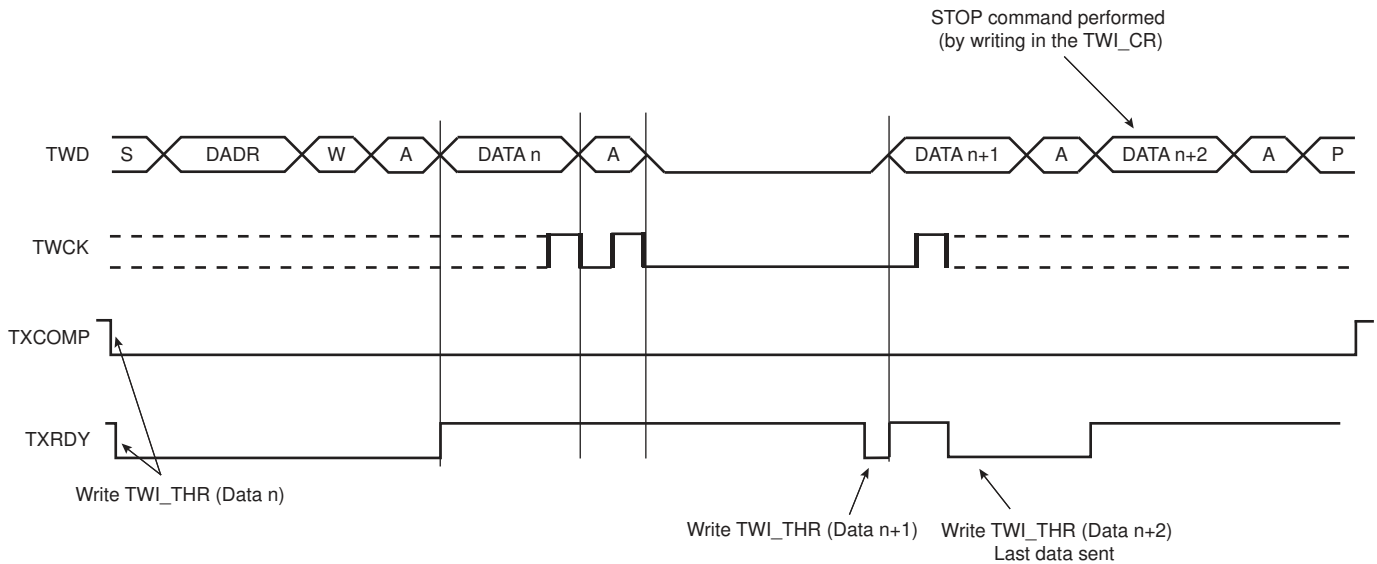 STOP command performed
(by writing in the TWI_CR)
TWD S DADR W A DATA n A DATA n+1 A DATA n+2 A P
TWCK
TXCOMP
TXRDY
Write TWI_THR (Data n)
Write TWI_THR (Data n+1)
Write TWI_THR (Data n+2)
Last data sent